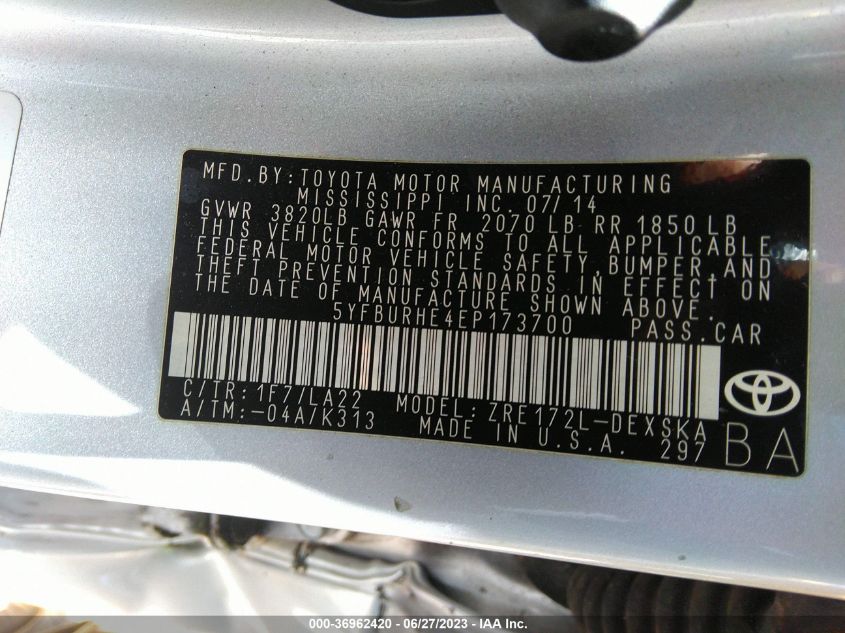 MFD.BY:TOYOTA MOTOR MANUFACTURING
MISSISSIPPI INC. 07/14
GVWR 3820LB GAWR FR 2070 LB RR 1850 LB
THIS VEHICLE CONFORMS TO ALL APPLICABLE
FEDERAL MOTOR VEHICLE SAFETY,BUMPER,AND
THEFT PREVENTION STANDARDS IN EFFECT ON
THE DATE OF MANUFACTURE SHOWN ABOVE.
5YFBURHE4EP173700 PASS.CAR
C/TR:1F7/LA22 MODEL:ZRE172L-DEXSKA
A/TM:-04A/K313 MADE IN U.S.A. 297 BA
000-36962420 - 06/27/2023 - IAA Inc.